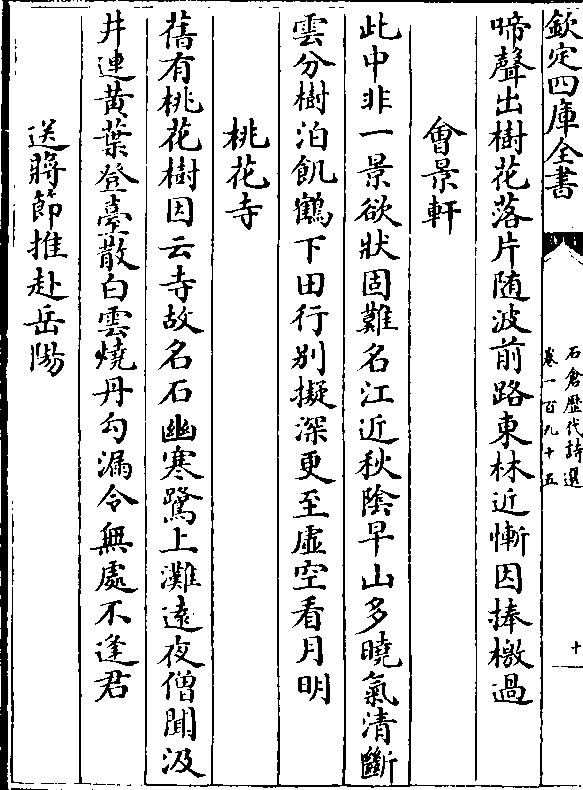 欽定四庫全書
石倉歴代詩選
卷一百九十五
十
啼聲出樹花落片随波前路東林近慚因捧檄過
會景軒
此中非一景欲狀固難名江近秋陰早山多曉氣清斷
雲分樹泊飢鶴下田行别擬深更至虛空看月明
桃花寺
舊有桃花樹因云寺故名石幽寒鷺上灘遠夜僧聞汲
井連黄葉登臺散白雲燒丹勾漏令無處不逢君
送蔣節推赴岳陽